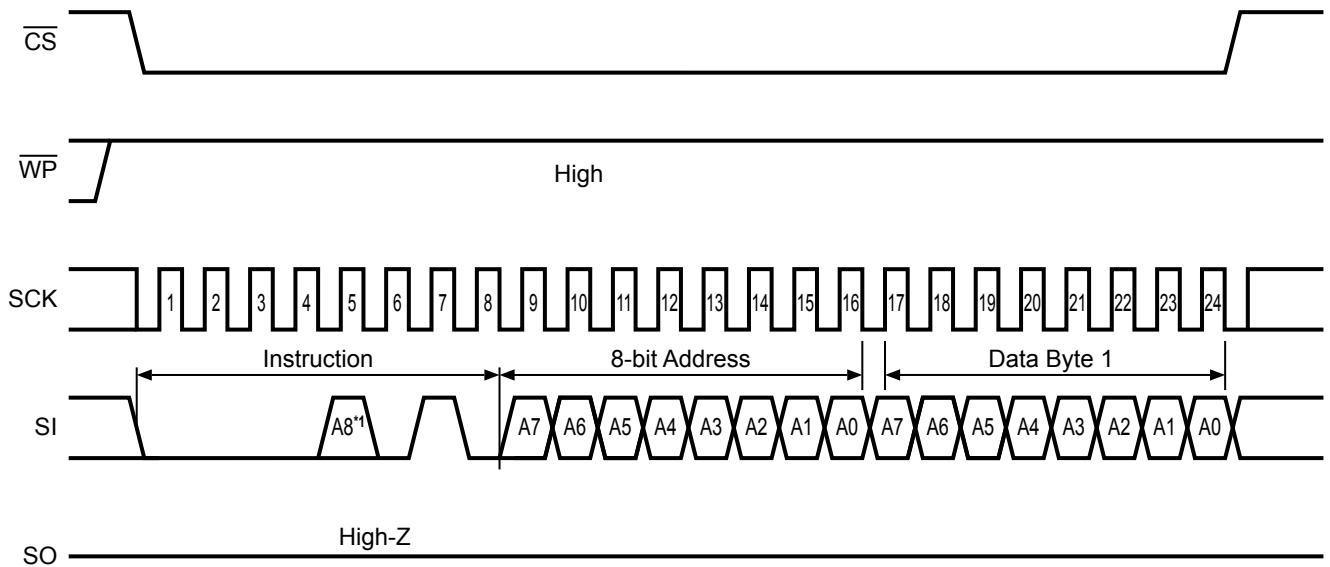 CS
WP
High
SCK 1 2 3 4 5 6 7 8 9 10 11 12 13 14 15 16 17 18 19 20 21 22 23 24
Instruction 8-bit Address Data Byte 1
SI A8*1 A7 A6 A5 A4 A3 A2 A1 A0 A7 A6 A5 A4 A3 A2 A1 A0
High-Z
SO